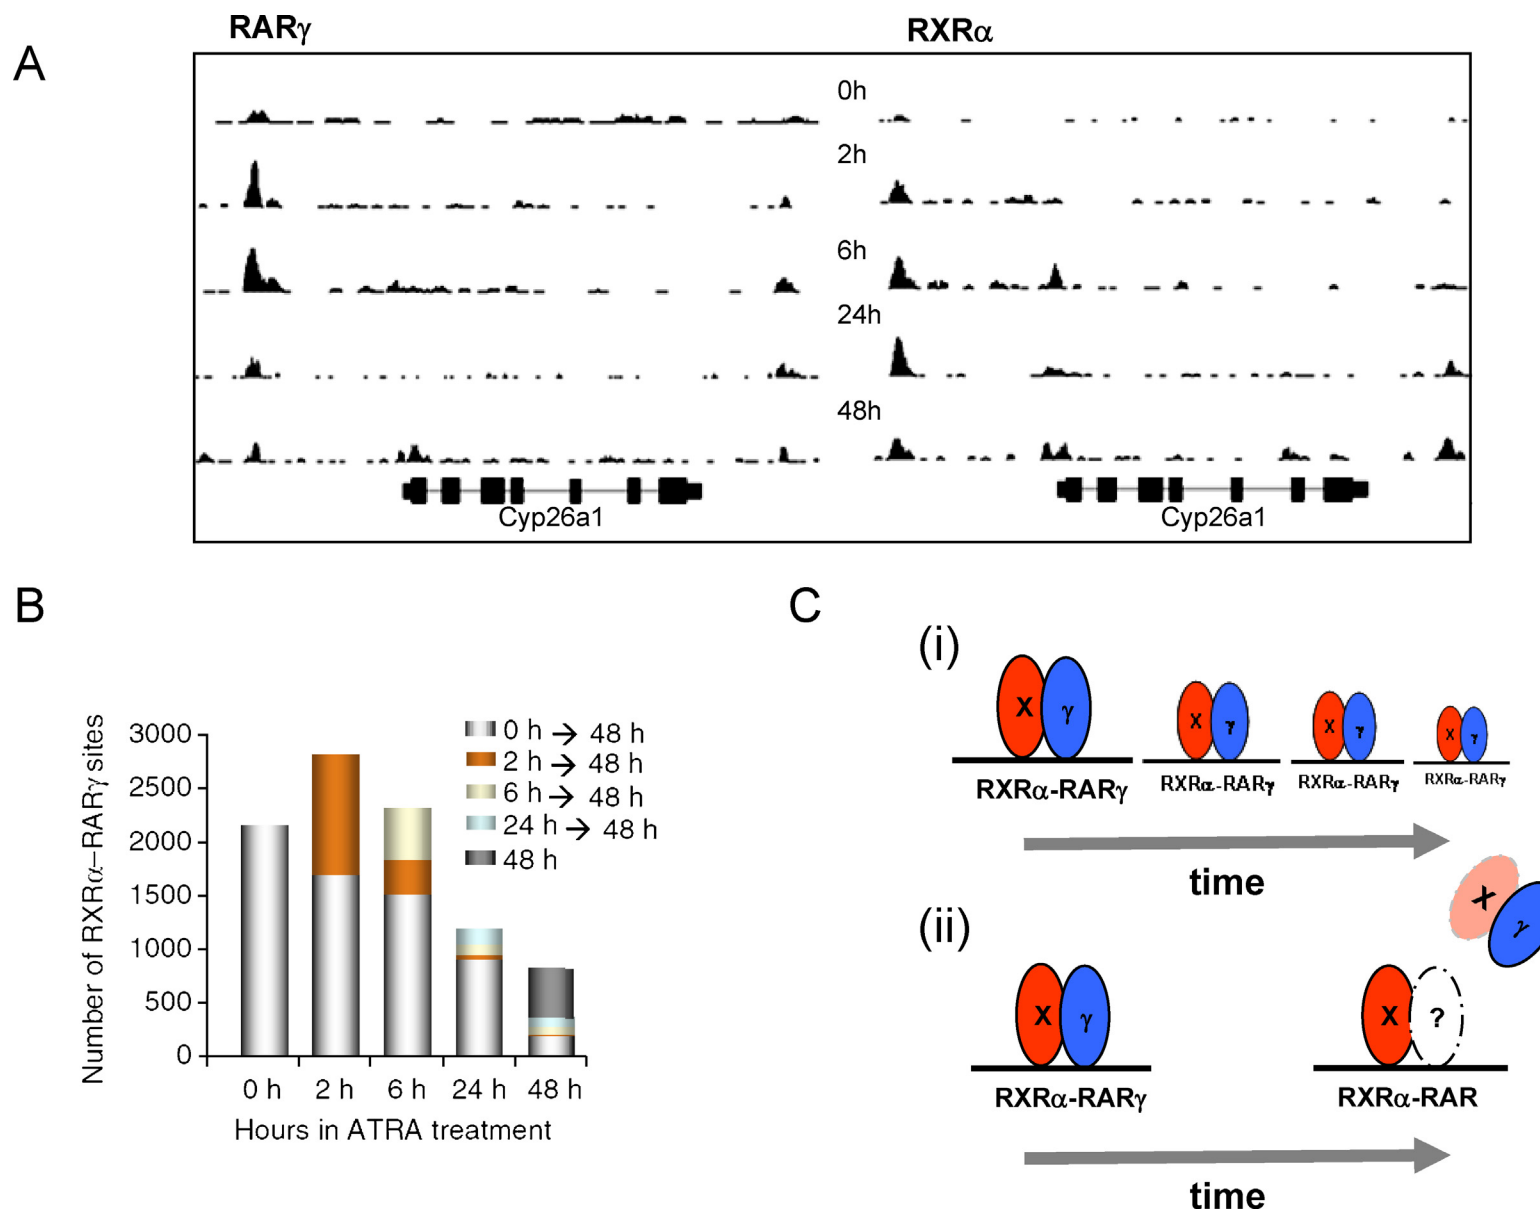 RARγ
RXRα
A
0h
2h
6h
24h
48h
Cyp26a1
Cyp26a1
B
Number of RXRα–RARγ sites
3000
2500
2000
1500
1000
500
0
0 h → 48 h
2 h → 48 h
6 h → 48 h
24 h → 48 h
48 h
0 h
2 h
6 h
24 h
48 h
Hours in ATRA treatment
C
(i)
X γ
X γ
X γ
X γ
RXRα-RARγ
RXRα-RARγ
RXRα-RARγ
RXRα-RARγ
time
(ii)
X γ
X γ
X ?
RXRα-RARγ
RXRα-RAR
time